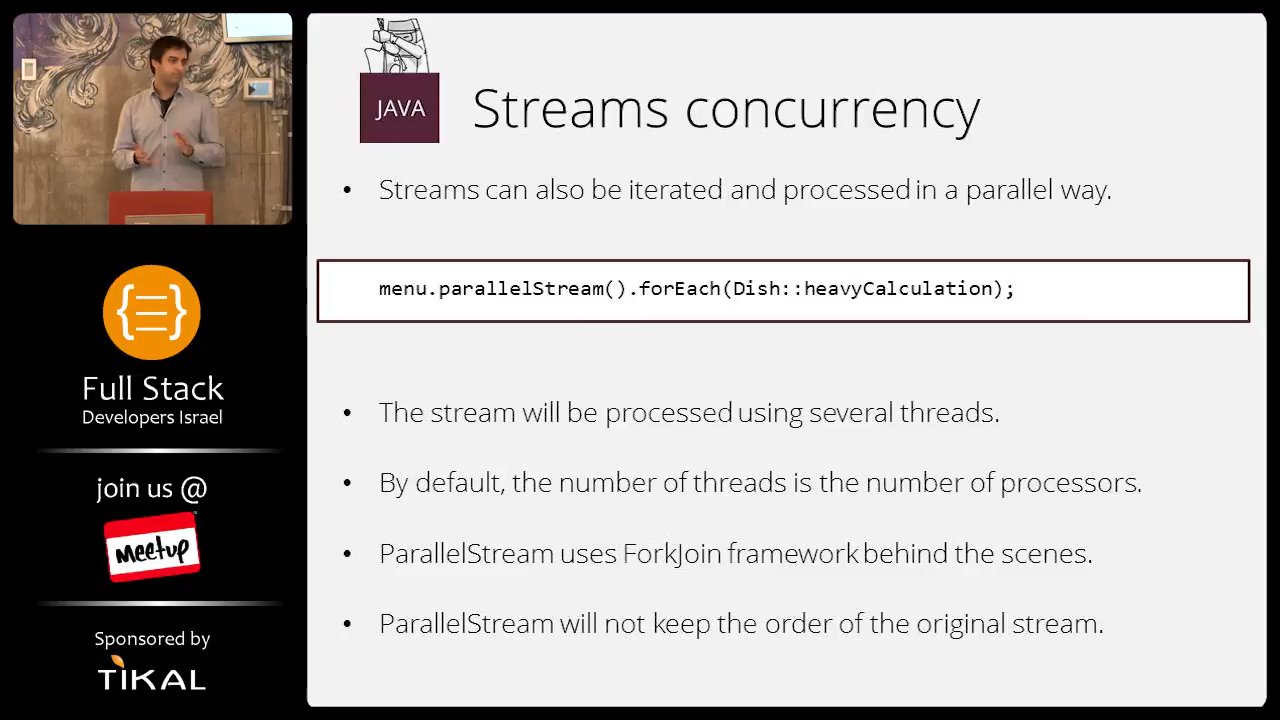 JAVA
Streams concurrency
• Streams can also be iterated and processed in a parallel way.
menu.parallelStream().forEach(Dish::heavyCalculation);
• The stream will be processed using several threads.
• By default, the number of threads is the number of processors.
• ParallelStream uses ForkJoin framework behind the scenes.
• ParallelStream will not keep the order of the original stream.
Full Stack
Developers Israel
join us @
meetup
Sponsored by
TIKAL